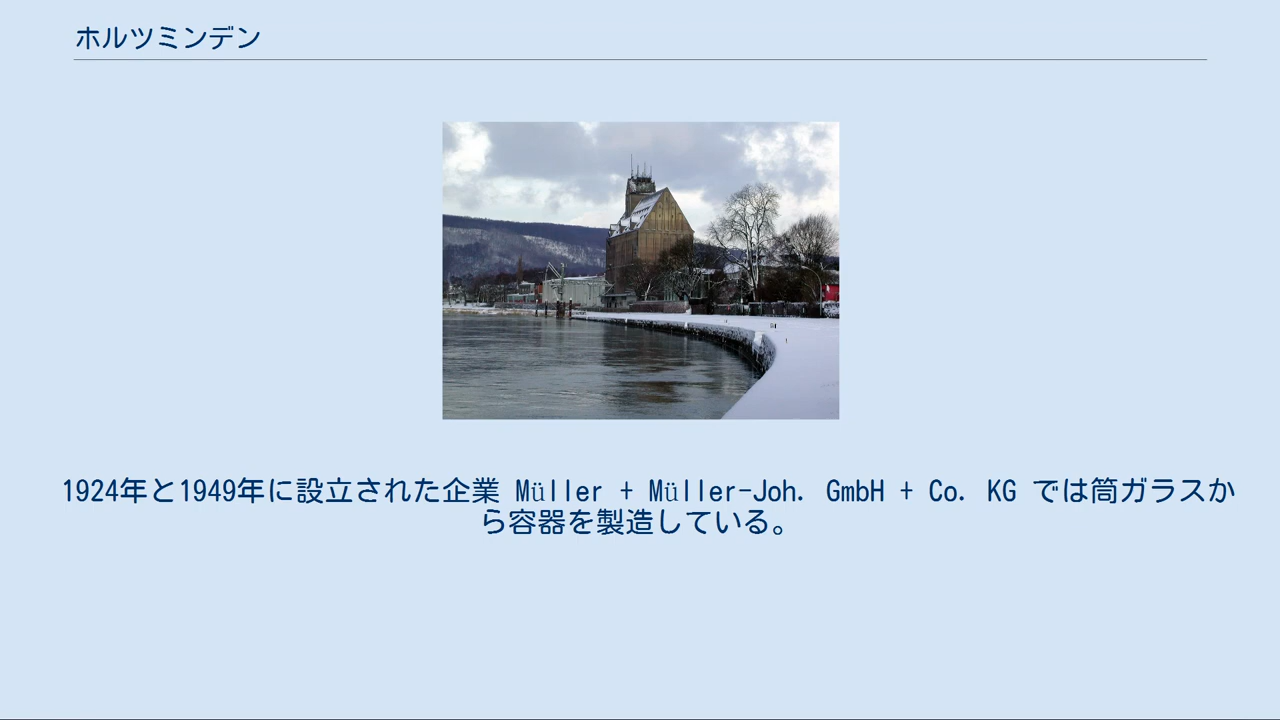 ホルツミンデン
1924年と1949年に設立された企業 Müller + Müller-Joh. GmbH + Co. KG では筒ガラスか
ら容器を製造している。